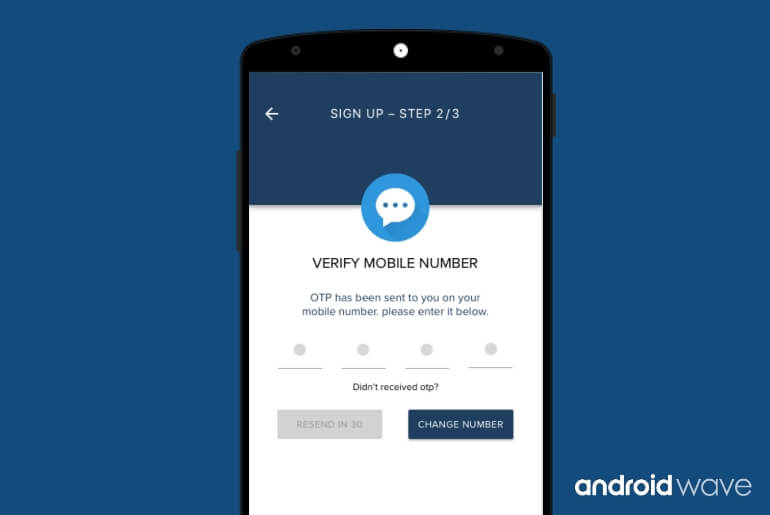 SIGN UP – STEP 2/3
VERIFY MOBILE NUMBER
OTP has been sent to you on your
mobile number. please enter it below.
Didn't received otp?
RESEND IN 30 CHANGE NUMBER
androidwave